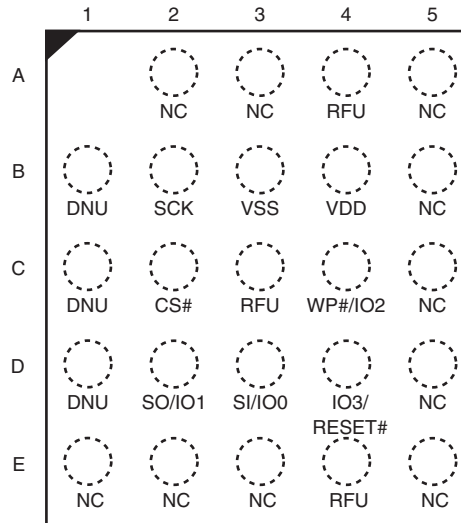 1 2 3 4 5
A
NC NC RFU NC
B
DNU SCK VSS VDD NC
C
DNU CS# RFU WP#/IO2 NC
D
DNU SO/IO1 SI/IO0 IO3/ NC
RESET#
E
NC NC NC RFU NC